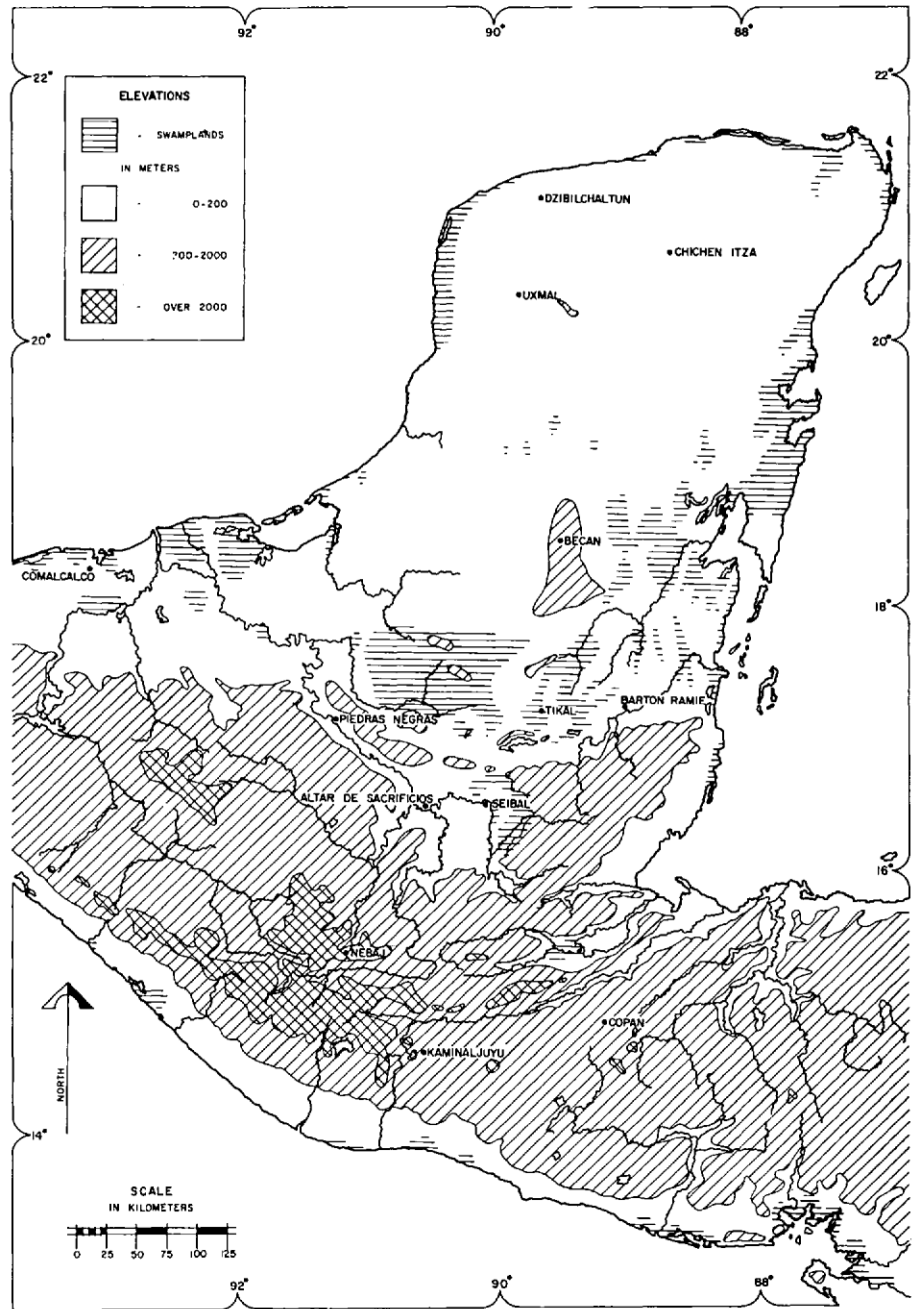 92°
90°
88°
22°
22°
ELEVATIONS
- SWAMPLANDS
IN METERS
- 0-200
- 200-2000
- OVER 2000
DZIBILCHALTUN
CHICHEN ITZA
UXMAL
20°
20°
BECAN
COMALCALCO
18°
18°
BARTON RAMIE
TIKAL
PIEDRAS NEGRAS
ALTAR DE SACRIFICIOS
SEIBAL
16°
16°
NEBAJ
COPAN
KAMINALJUYU
NORTH
14°
14°
SCALE
IN KILOMETERS
0 25 50 75 100 125
92°
90°
88°